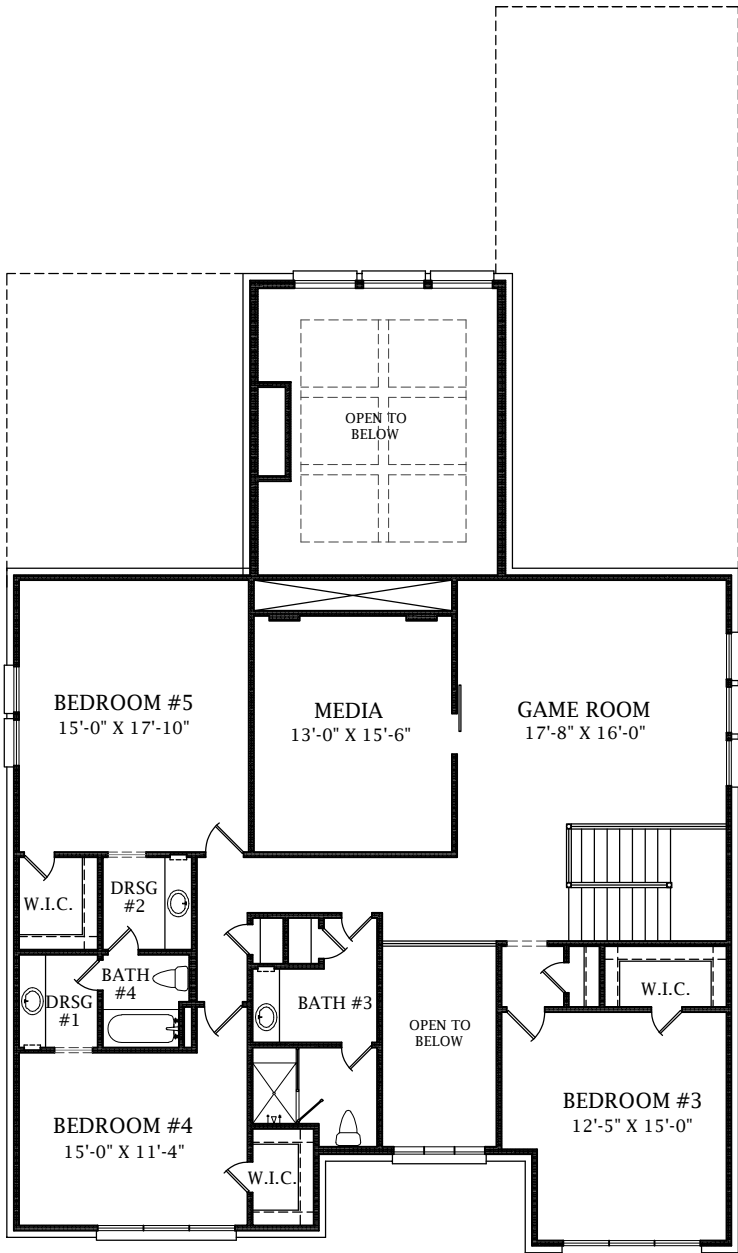 OPEN TO
BELOW
BEDROOM #5
15'-0" X 17'-10"
MEDIA
13'-0" X 15'-6"
GAME ROOM
17'-8" X 16'-0"
W.I.C.
DRSG
#2
BATH
#4
DRSG
#1
BATH #3
OPEN TO
BELOW
W.I.C.
BEDROOM #4
15'-0" X 11'-4"
W.I.C.
BEDROOM #3
12'-5" X 15'-0"